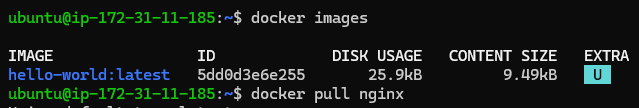 ubuntu@ip-172-31-11-185:~$ docker images
IMAGE ID DISK USAGE CONTENT SIZE EXTRA
hello-world:latest 5dd0d3e6e255 25.9kB 9.49kB U
ubuntu@ip-172-31-11-185:~$ docker pull nginx